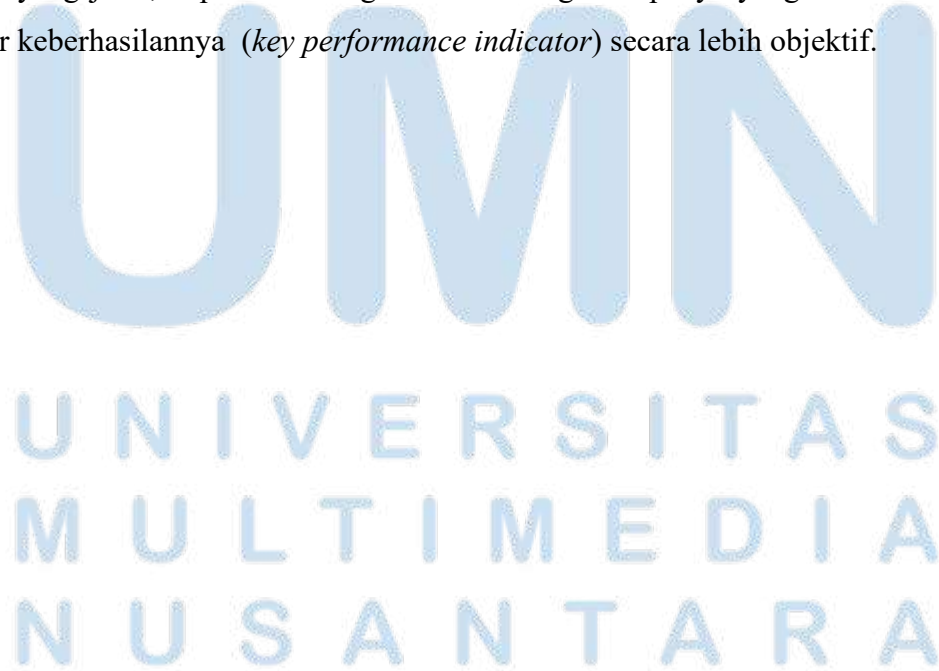 r keberhasilannya (key performance indicator) secara lebih objektif.
UMN
UNIVERSITAS
MULTIMEDIA
NUSANTARA